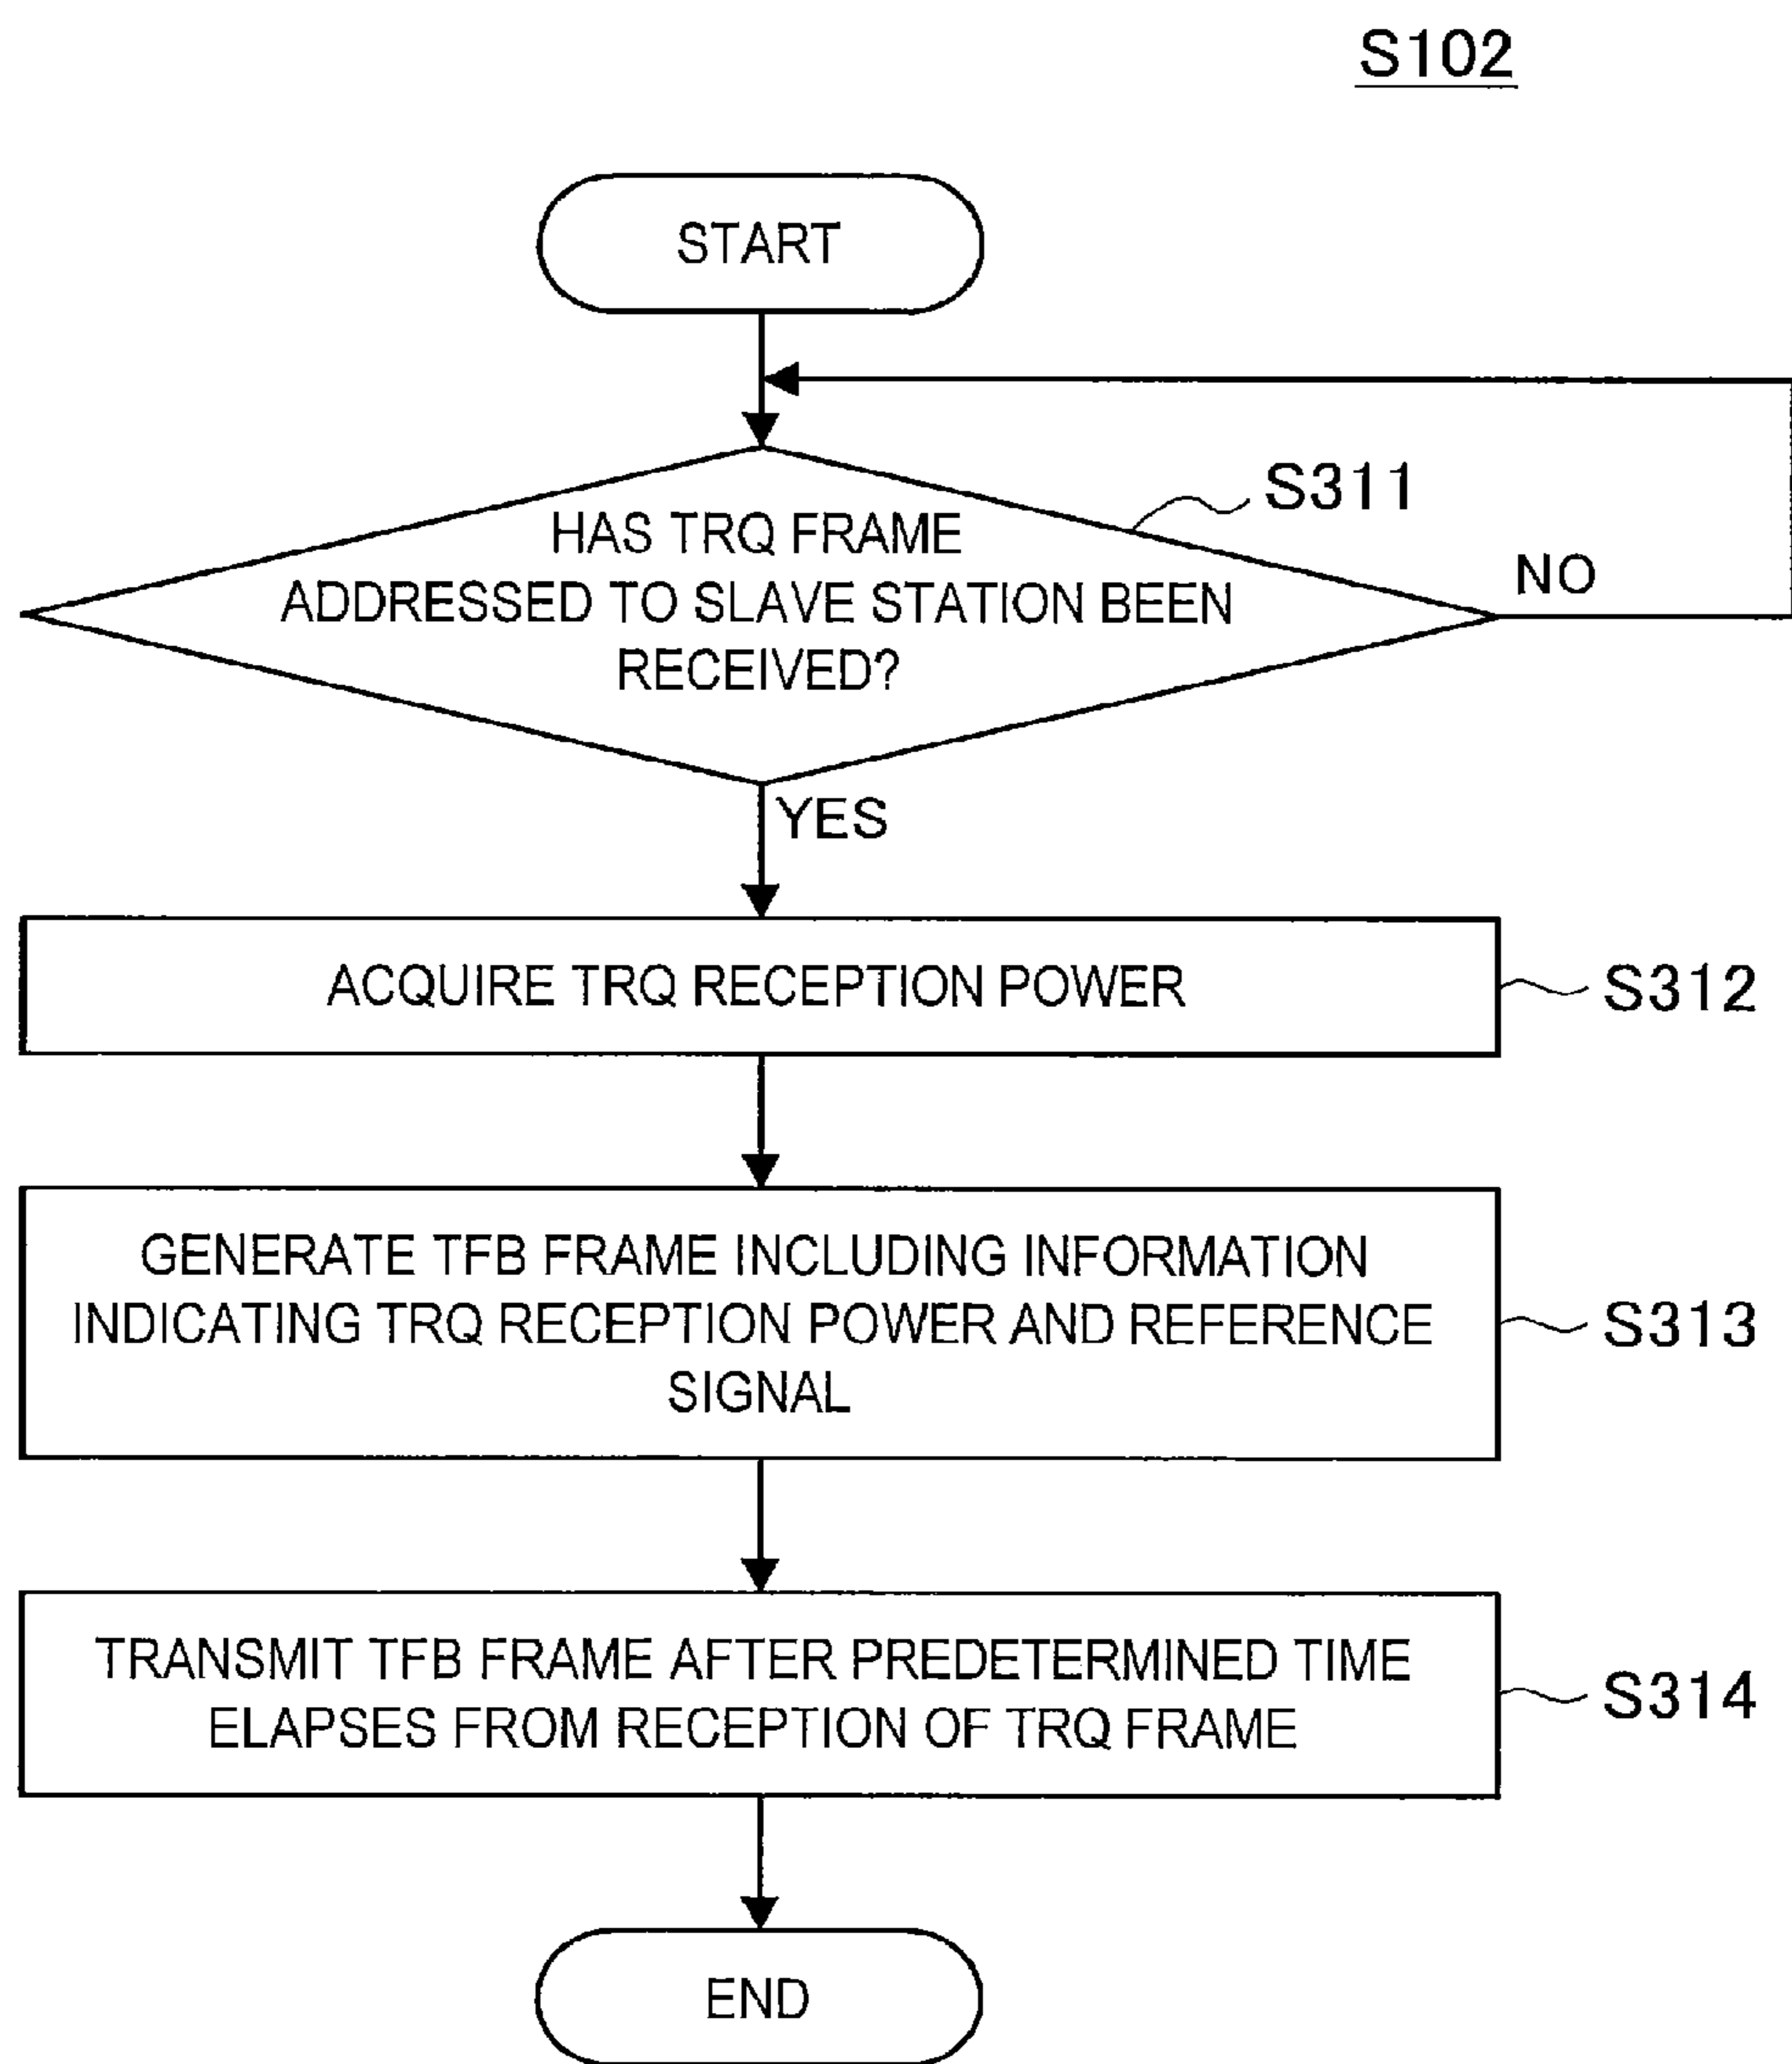 S102
START
HAS TRQ FRAME
ADDRESSED TO SLAVE STATION BEEN
RECEIVED?
S311
NO
YES
ACQUIRE TRQ RECEPTION POWER
S312
GENERATE TFB FRAME INCLUDING INFORMATION
INDICATING TRQ RECEPTION POWER AND REFERENCE
SIGNAL
S313
TRANSMIT TFB FRAME AFTER PREDETERMINED TIME
ELAPSES FROM RECEPTION OF TRQ FRAME
S314
END